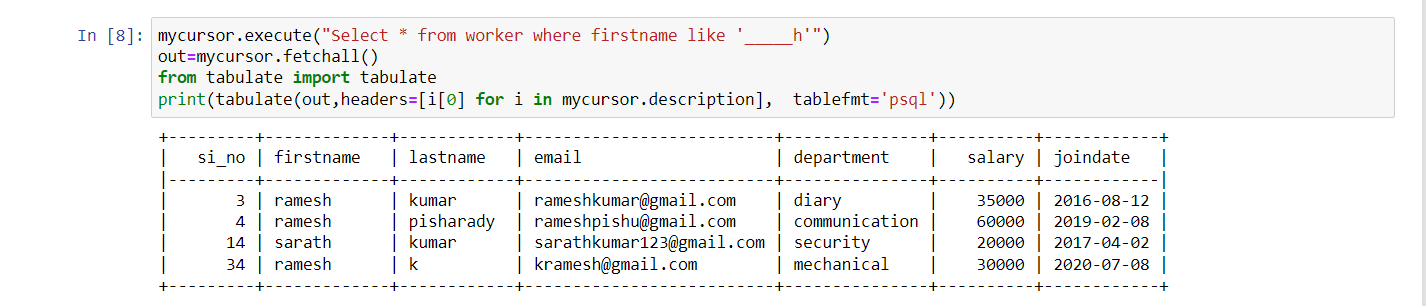 In [8]: mycursor.execute("Select * from worker where firstname like '_____h'")
out=mycursor.fetchall()
from tabulate import tabulate
print(tabulate(out,headers=[i[0] for i in mycursor.description],  tablefmt='psql'))
+---------+-------------+------------+--------------------------+---------------+----------+------------+
|   si_no | firstname   | lastname   | email                    | department    |   salary | joindate   |
|---------+-------------+------------+--------------------------+---------------+----------+------------|
|       3 | ramesh      | kumar      | rameshkumar@gmail.com    | diary         |    35000 | 2016-08-12 |
|       4 | ramesh      | pisharady  | rameshpishu@gmail.com    | communication |    60000 | 2019-02-08 |
|      14 | sarath      | kumar      | sarathkumar123@gmail.com | security      |    20000 | 2017-04-02 |
|      34 | ramesh      | k          | kramesh@gmail.com        | mechanical    |    30000 | 2020-07-08 |
+---------+-------------+------------+--------------------------+---------------+----------+------------+